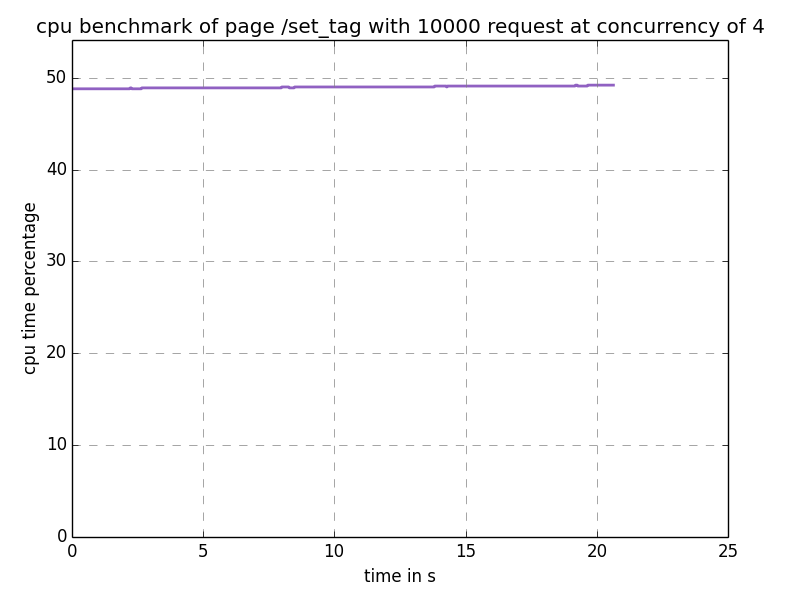 cpu benchmark of page /set_tag with 10000 request at concurrency of 4
50
40
30
20
10
0
cpu time percentage
0 5 10 15 20 25
time in s